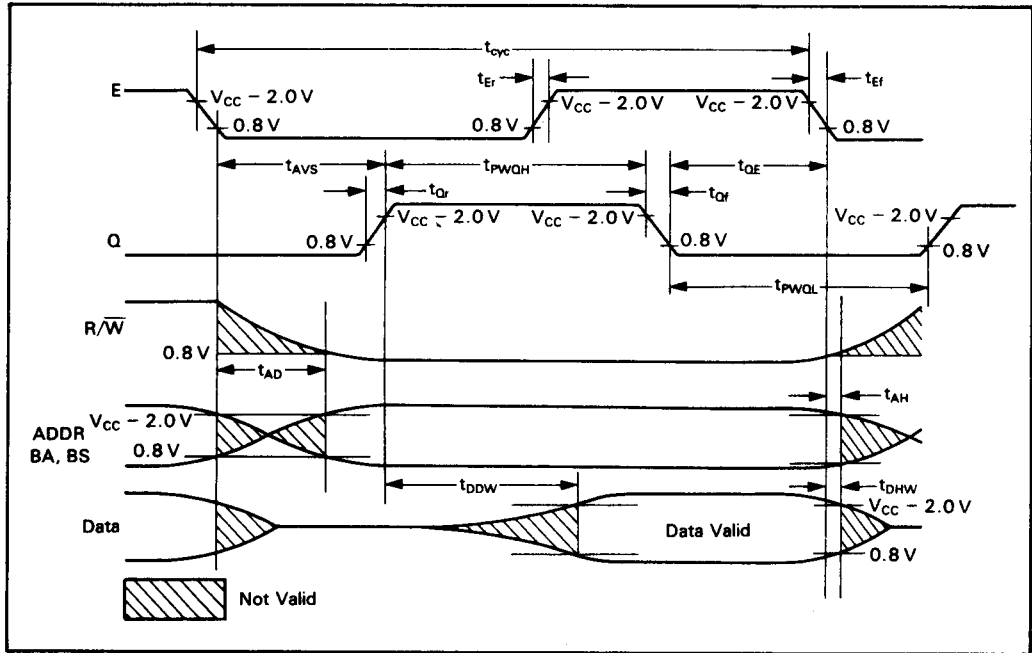 tcyc
tEr
tEf
E
VCC − 2.0 V
VCC − 2.0 V
VCC − 2.0 V
0.8 V
0.8 V
0.8 V
tAVS
tPWQH
tQE
tQr
tQf
VCC − 2.0 V
VCC − 2.0 V
VCC − 2.0 V
Q
0.8 V
0.8 V
0.8 V
tPWQL
R/W̅
0.8 V
tAD
tAH
VCC − 2.0 V
ADDR
BA, BS
0.8 V
tDDW
tDHW
VCC − 2.0 V
Data
Data Valid
0.8 V
Not Valid